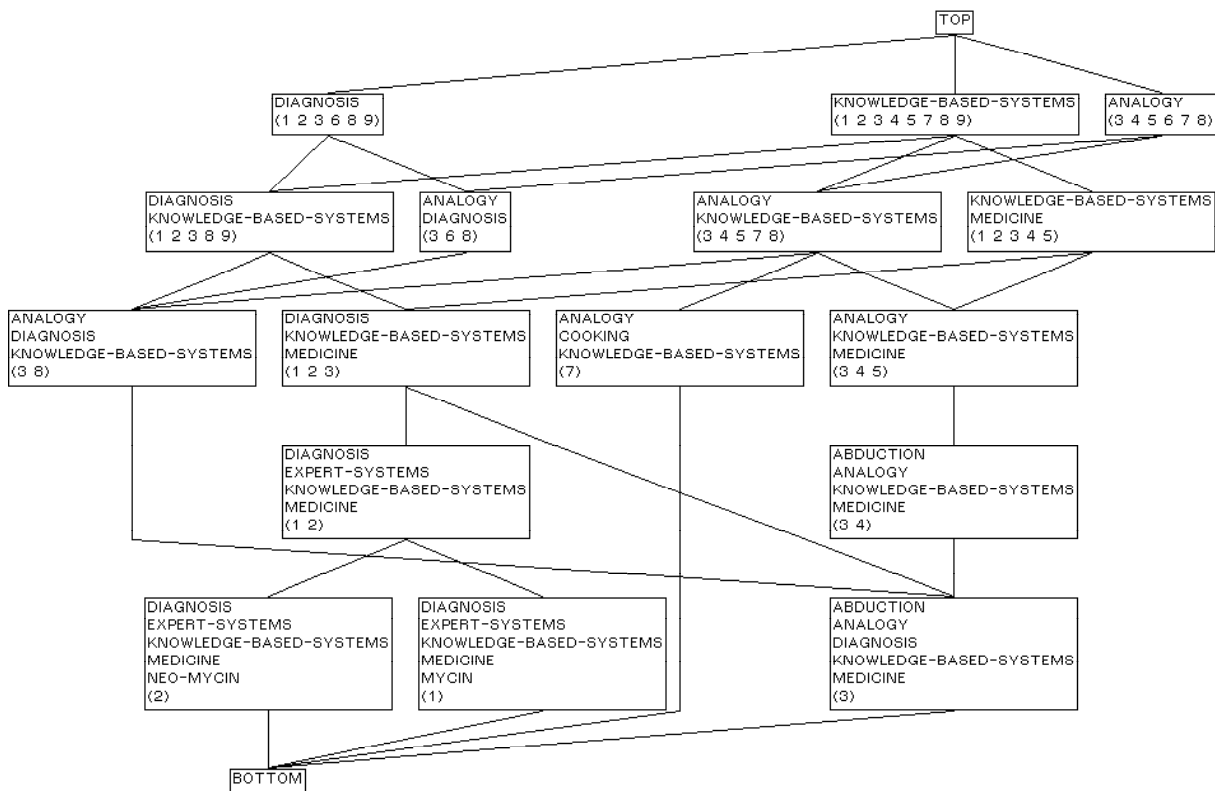 TOP
DIAGNOSIS
(1 2 3 6 8 9)
KNOWLEDGE-BASED-SYSTEMS
(1 2 3 4 5 7 8 9)
ANALOGY
(3 4 5 6 7 8)
DIAGNOSIS
KNOWLEDGE-BASED-SYSTEMS
(1 2 3 8 9)
ANALOGY
DIAGNOSIS
(3 6 8)
ANALOGY
KNOWLEDGE-BASED-SYSTEMS
(3 4 5 7 8)
KNOWLEDGE-BASED-SYSTEMS
MEDICINE
(1 2 3 4 5)
ANALOGY
DIAGNOSIS
KNOWLEDGE-BASED-SYSTEMS
(3 8)
DIAGNOSIS
KNOWLEDGE-BASED-SYSTEMS
MEDICINE
(1 2 3)
ANALOGY
COOKING
KNOWLEDGE-BASED-SYSTEMS
(7)
ANALOGY
KNOWLEDGE-BASED-SYSTEMS
MEDICINE
(3 4 5)
DIAGNOSIS
EXPERT-SYSTEMS
KNOWLEDGE-BASED-SYSTEMS
MEDICINE
(1 2)
ABDUCTION
ANALOGY
KNOWLEDGE-BASED-SYSTEMS
MEDICINE
(3 4)
DIAGNOSIS
EXPERT-SYSTEMS
KNOWLEDGE-BASED-SYSTEMS
MEDICINE
NEO-MYCIN
(2)
DIAGNOSIS
EXPERT-SYSTEMS
KNOWLEDGE-BASED-SYSTEMS
MEDICINE
MYCIN
(1)
ABDUCTION
ANALOGY
DIAGNOSIS
KNOWLEDGE-BASED-SYSTEMS
MEDICINE
(3)
BOTTOM